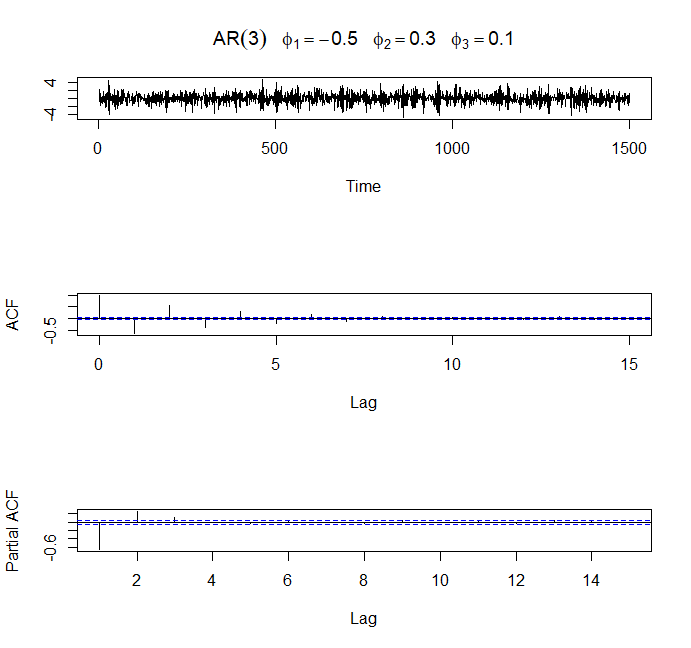 AR(3) ϕ1 = −0.5 ϕ2 = 0.3 ϕ3 = 0.1
4
-4
0 500 1000 1500
Time
ACF
-0.5
0 5 10 15
Lag
Partial ACF
-0.6
2 4 6 8 10 12 14
Lag